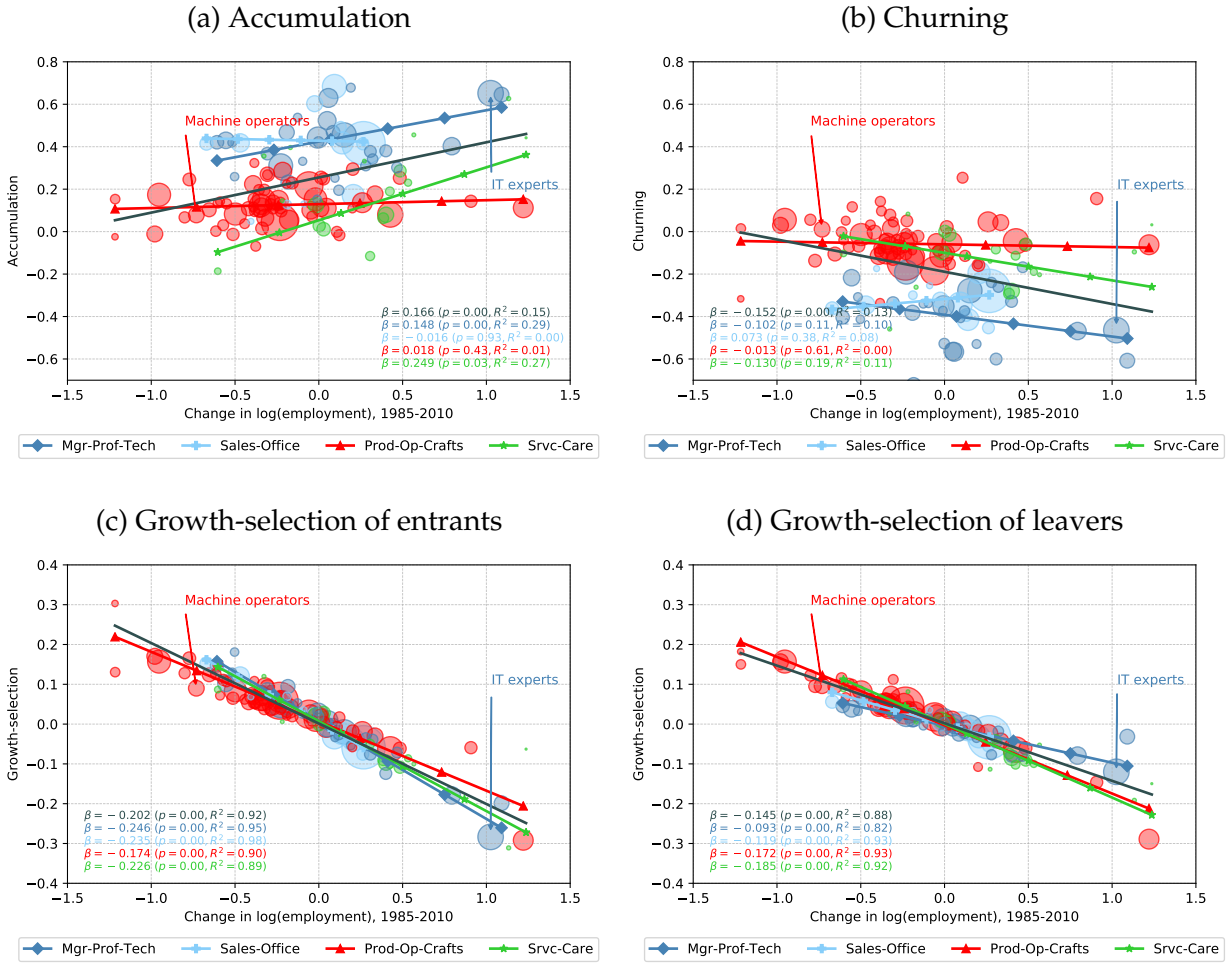 (a) Accumulation
(b) Churning
0.8
0.6
0.4
0.2
0.0
−0.2
−0.4
−0.6
Accumulation
Machine operators
IT experts
β = 0.166 (p = 0.00, R² = 0.15)
β = 0.148 (p = 0.00, R² = 0.29)
β = −0.016 (p = 0.93, R² = 0.00)
β = 0.018 (p = 0.43, R² = 0.01)
β = 0.249 (p = 0.03, R² = 0.27)
−1.5 −1.0 −0.5 0.0 0.5 1.0 1.5
Change in log(employment), 1985-2010
Mgr-Prof-Tech Sales-Office Prod-Op-Crafts Srvc-Care
0.8
0.6
0.4
0.2
0.0
−0.2
−0.4
−0.6
Churning
Machine operators
IT experts
β = −0.152 (p = 0.00, R² = 0.13)
β = −0.102 (p = 0.11, R² = 0.10)
β = 0.073 (p = 0.38, R² = 0.08)
β = −0.013 (p = 0.61, R² = 0.00)
β = −0.130 (p = 0.19, R² = 0.11)
−1.5 −1.0 −0.5 0.0 0.5 1.0 1.5
Change in log(employment), 1985-2010
Mgr-Prof-Tech Sales-Office Prod-Op-Crafts Srvc-Care
(c) Growth-selection of entrants
(d) Growth-selection of leavers
0.4
0.3
0.2
0.1
0.0
−0.1
−0.2
−0.3
−0.4
Growth-selection
Machine operators
IT experts
β = −0.202 (p = 0.00, R² = 0.92)
β = −0.246 (p = 0.00, R² = 0.95)
β = −0.235 (p = 0.00, R² = 0.98)
β = −0.174 (p = 0.00, R² = 0.90)
β = −0.226 (p = 0.00, R² = 0.89)
−1.5 −1.0 −0.5 0.0 0.5 1.0 1.5
Change in log(employment), 1985-2010
Mgr-Prof-Tech Sales-Office Prod-Op-Crafts Srvc-Care
0.4
0.3
0.2
0.1
0.0
−0.1
−0.2
−0.3
−0.4
Growth-selection
Machine operators
IT experts
β = −0.145 (p = 0.00, R² = 0.88)
β = −0.093 (p = 0.00, R² = 0.82)
β = −0.119 (p = 0.00, R² = 0.93)
β = −0.172 (p = 0.00, R² = 0.93)
β = −0.185 (p = 0.00, R² = 0.92)
−1.5 −1.0 −0.5 0.0 0.5 1.0 1.5
Change in log(employment), 1985-2010
Mgr-Prof-Tech Sales-Office Prod-Op-Crafts Srvc-Care